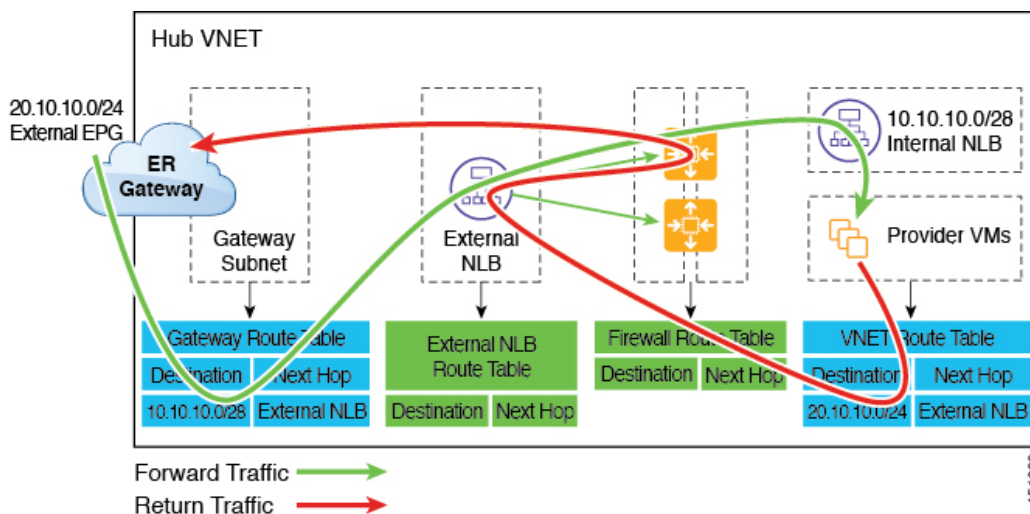 Hub VNET
20.10.10.0/24
External EPG
ER
Gateway
Gateway
Subnet
External
NLB
10.10.10.0/28
Internal NLB
Provider VMs
Gateway Route Table
Destination Next Hop
10.10.10.0/28 External NLB
External NLB
Route Table
Destination Next Hop
Firewall Route Table
Destination Next Hop
VNET Route Table
Destination Next Hop
20.10.10.0/24 External NLB
Forward Traffic
Return Traffic